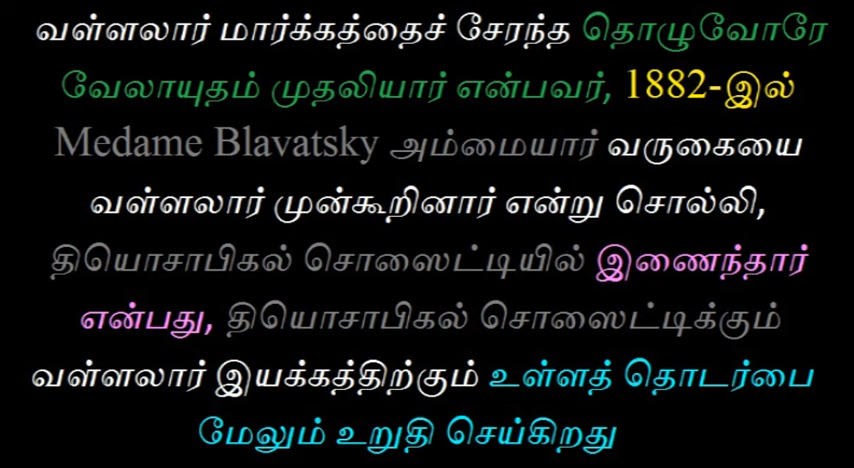 வள்ளலார் மார்க்கத்தைச் சேரந்த தொழுவோரே
வேலாயுதம் முதலியார் என்பவர், 1882-இல்
Medame Blavatsky அம்மையார் வருகையை
வள்ளலார் முன்கூறினார் என்று சொல்லி,
தியொசாபிகல் சொஸைட்டியில் இணைந்தார்
என்பது, தியொசாபிகல் சொஸைட்டிக்கும்
வள்ளலார் இயக்கத்திற்கும் உள்ளத் தொடர்பை
மேலும் உறுதி செய்கிறது